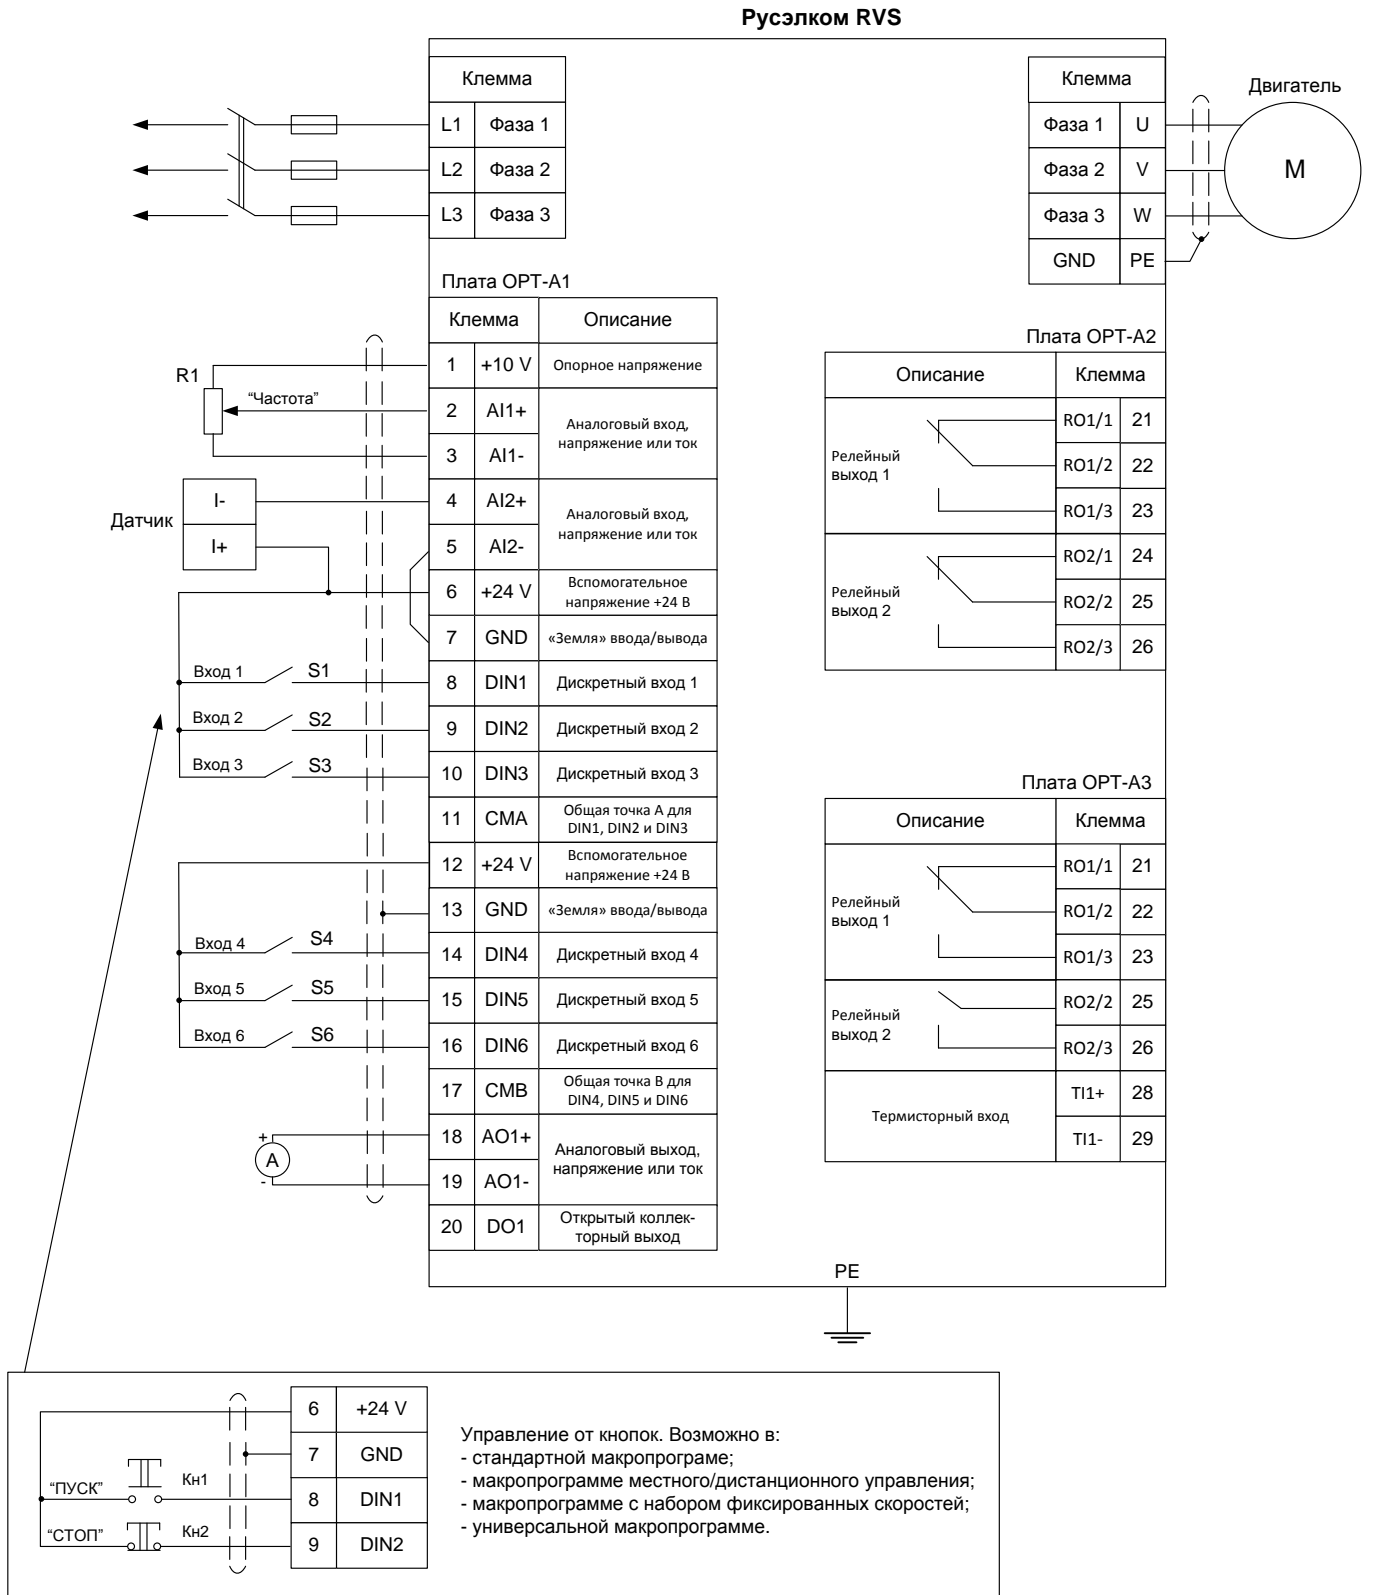 Русэлком RVS
Клемма
L1 Фаза 1
L2 Фаза 2
L3 Фаза 3
Клемма
Фаза 1 U
Фаза 2 V
Фаза 3 W
GND PE
Двигатель
M
Плата OPT-A1
Клемма Описание
1 +10 V Опорное напряжение
2 AI1+
Аналоговый вход,
напряжение или ток
3 AI1-
4 AI2+
Аналоговый вход,
напряжение или ток
5 AI2-
6 +24 V
Вспомогательное
напряжение +24 В
7 GND «Земля» ввода/вывода
8 DIN1 Дискретный вход 1
9 DIN2 Дискретный вход 2
10 DIN3 Дискретный вход 3
11 CMA
Общая точка А для
DIN1, DIN2 и DIN3
12 +24 V
Вспомогательное
напряжение +24 В
13 GND «Земля» ввода/вывода
14 DIN4 Дискретный вход 4
15 DIN5 Дискретный вход 5
16 DIN6 Дискретный вход 6
17 CMB
Общая точка В для
DIN4, DIN5 и DIN6
18 AO1+
Аналоговый выход,
напряжение или ток
19 AO1-
20 DO1
Открытый коллек-
торный выход
R1
“Частота”
Датчик
I-
I+
Вход 1 S1
Вход 2 S2
Вход 3 S3
Вход 4 S4
Вход 5 S5
Вход 6 S6
+
A
-
Плата OPT-A2
Описание Клемма
Релейный
выход 1
RO1/1 21
RO1/2 22
RO1/3 23
Релейный
выход 2
RO2/1 24
RO2/2 25
RO2/3 26
Плата OPT-A3
Описание Клемма
Релейный
выход 1
RO1/1 21
RO1/2 22
RO1/3 23
Релейный
выход 2
RO2/2 25
RO2/3 26
Термисторный вход
TI1+ 28
TI1- 29
PE
6 +24 V
7 GND
8 DIN1
9 DIN2
“ПУСК” Кн1
“СТОП” Кн2
Управление от кнопок. Возможно в:
- стандартной макропрограме;
- макропрограмме местного/дистанционного управления;
- макропрограмме с набором фиксированных скоростей;
- универсальной макропрограмме.